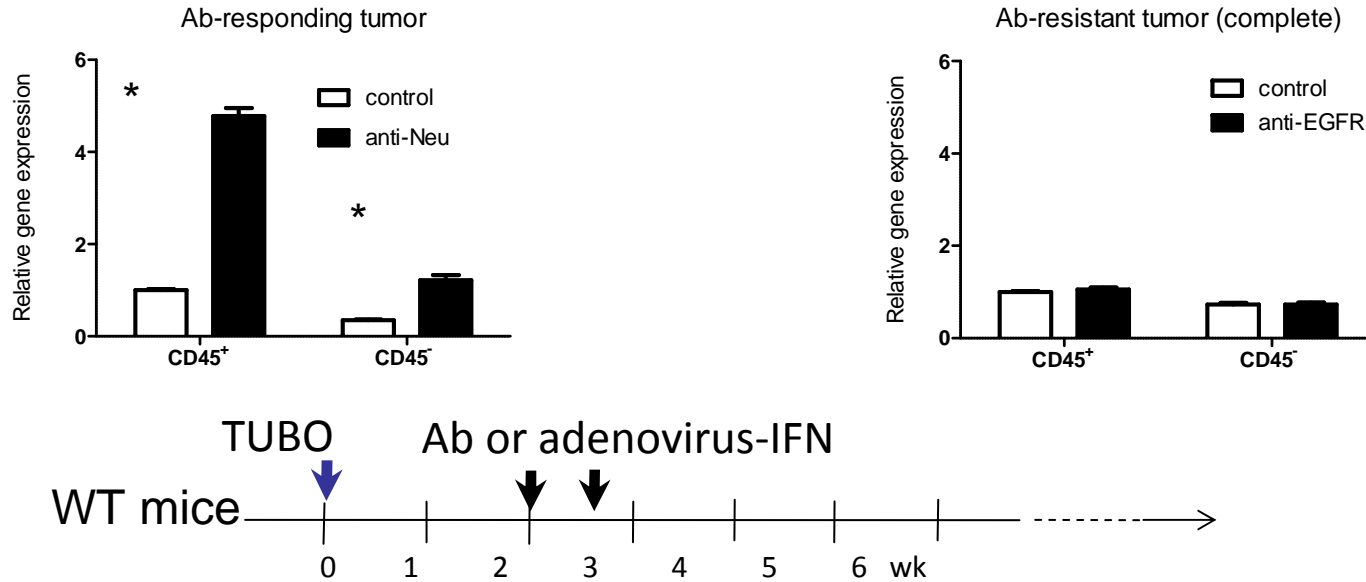 Ab-responding tumor
Relative gene expression
6
4
2
0
*
*
control
anti-Neu
CD45⁺
CD45⁻
Ab-resistant tumor (complete)
Relative gene expression
6
4
2
0
control
anti-EGFR
CD45⁺
CD45⁻
TUBO
Ab or adenovirus-IFN
WT mice
0 1 2 3 4 5 6 wk